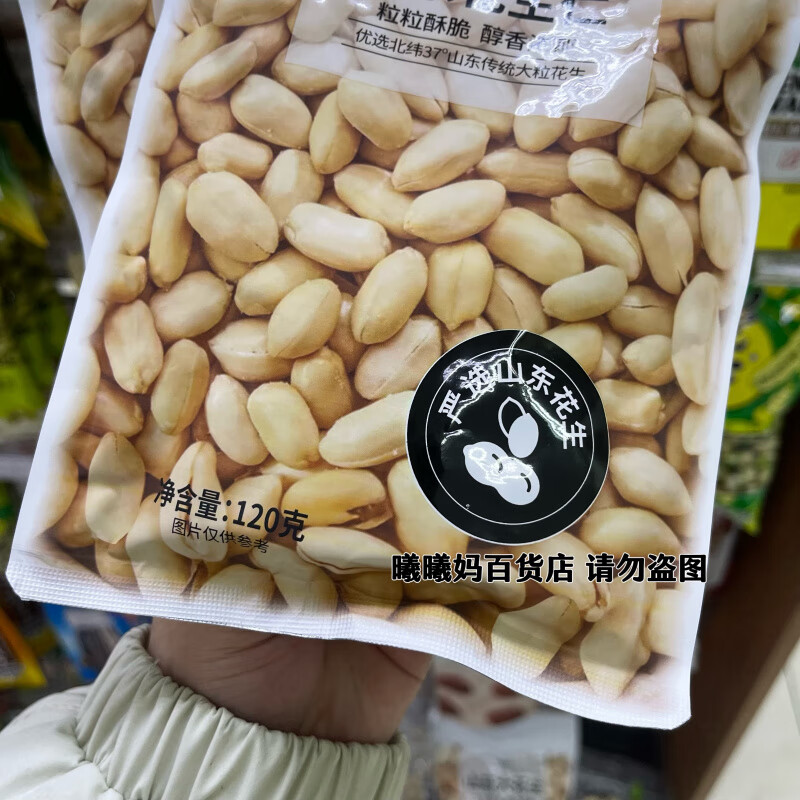 粒粒酥脆 醇香
优选北纬37°山东传统大粒花生
严选山东花生
净含量:120克
图片仅供参考
曦曦妈百货店 请勿盗图